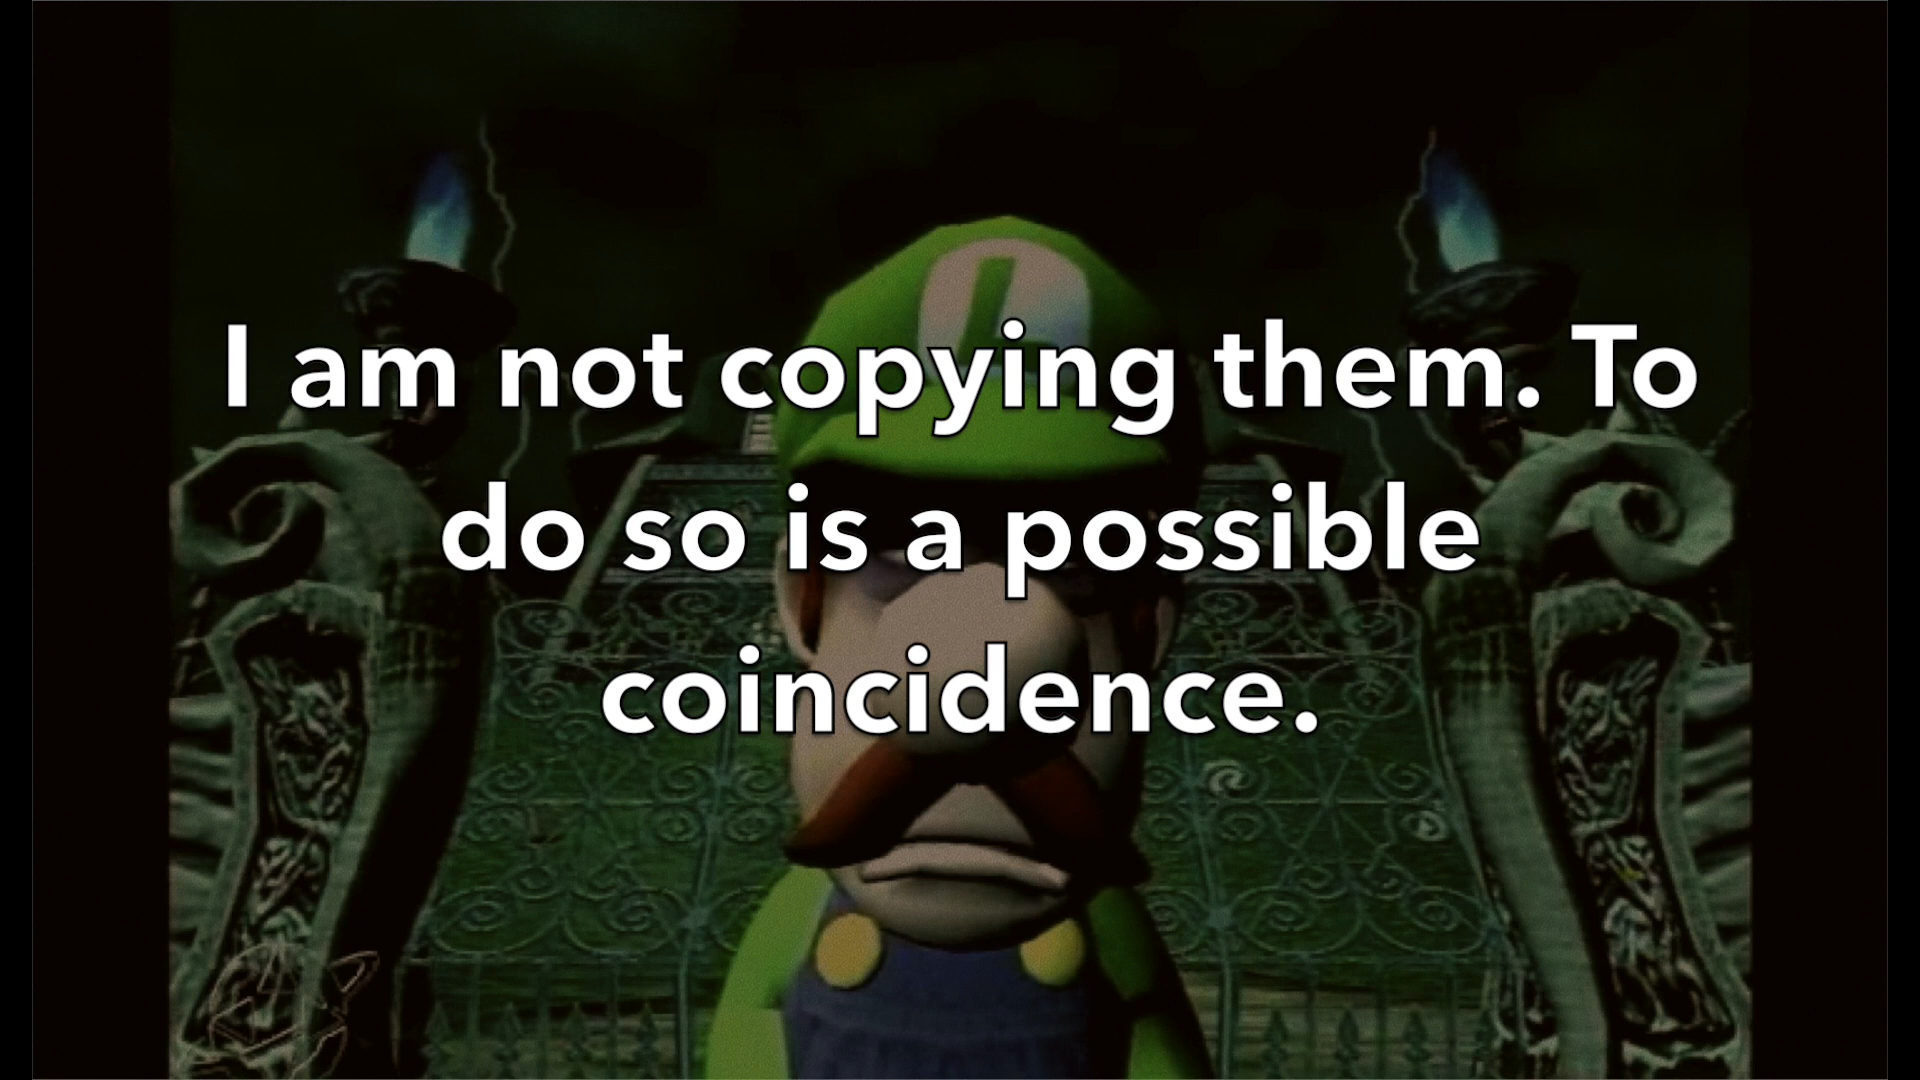 I am not copying them. To
do so is a possible
coincidence.
L